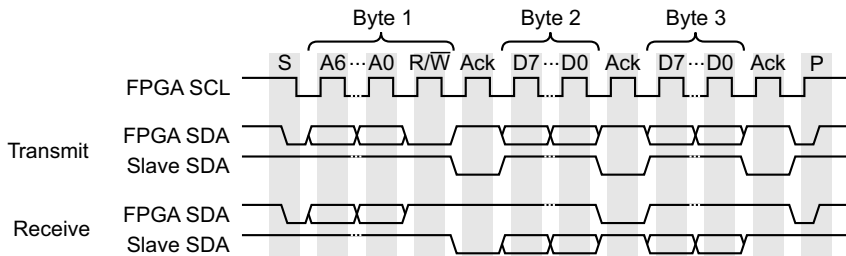 Byte 1 Byte 2 Byte 3
S A6 ··· A0 R/W̅ Ack D7 ··· D0 Ack D7 ··· D0 Ack P
FPGA SCL
Transmit
FPGA SDA
Slave SDA
Receive
FPGA SDA
Slave SDA